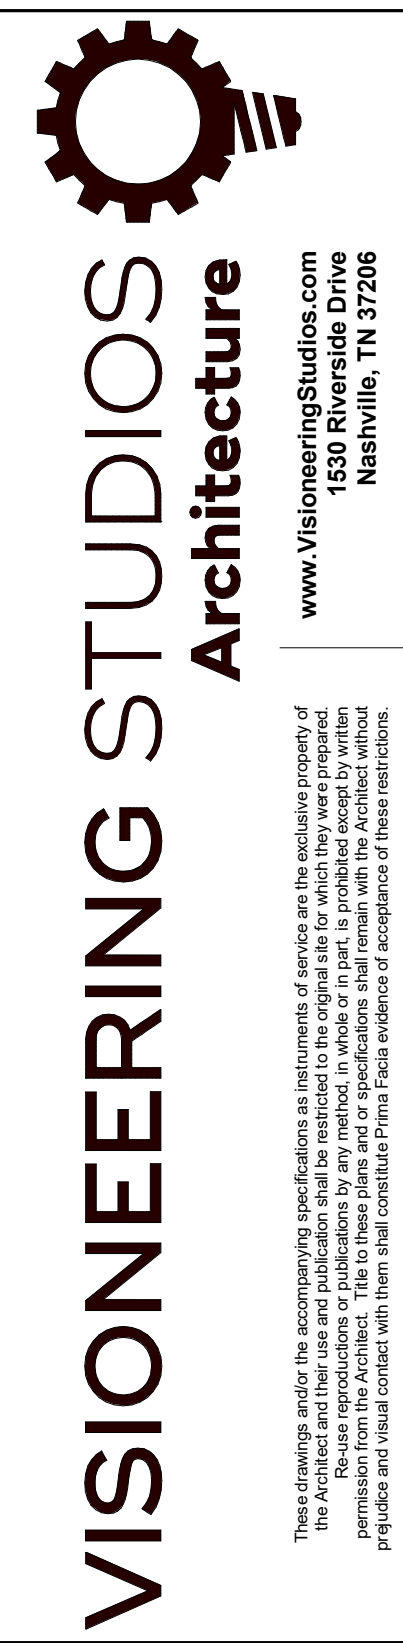 VISIONEERING STUDIOS
Architecture
www.VisioneeringStudios.com
1530 Riverside Drive
Nashville, TN 37206
These drawings and/or the accompanying specifications as instruments of service are the exclusive property of
the Architect and their use and publication shall be restricted to the original site for which they were prepared.
Re-use reproductions or publications by any method, in whole or in part, is prohibited except by written
permission from the Architect. Title to these plans and or specifications shall remain with the Architect without
prejudice and visual contact with them shall constitute Prima Facia evidence of acceptance of these restrictions.